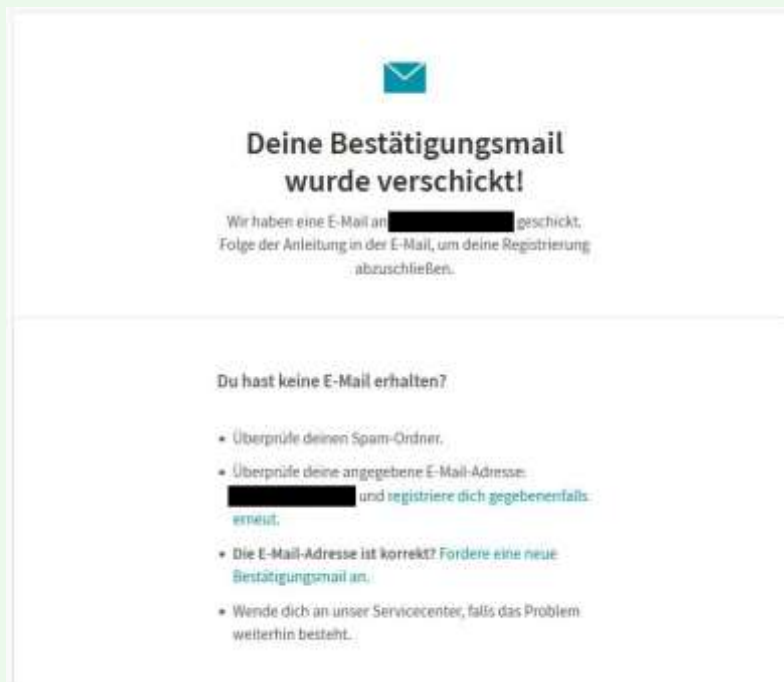 Deine Bestätigungsmail
wurde verschickt!
Wir haben eine E-Mail an geschickt.
Folge der Anleitung in der E-Mail, um deine Registrierung
abzuschließen.
Du hast keine E-Mail erhalten?
• Überprüfe deinen Spam-Ordner.
• Überprüfe deine angegebene E-Mail-Adresse:
und registriere dich gegebenenfalls
erneut.
• Die E-Mail-Adresse ist korrekt? Fordere eine neue
Bestätigungsmail an.
• Wende dich an unser Servicecenter, falls das Problem
weiterhin besteht.